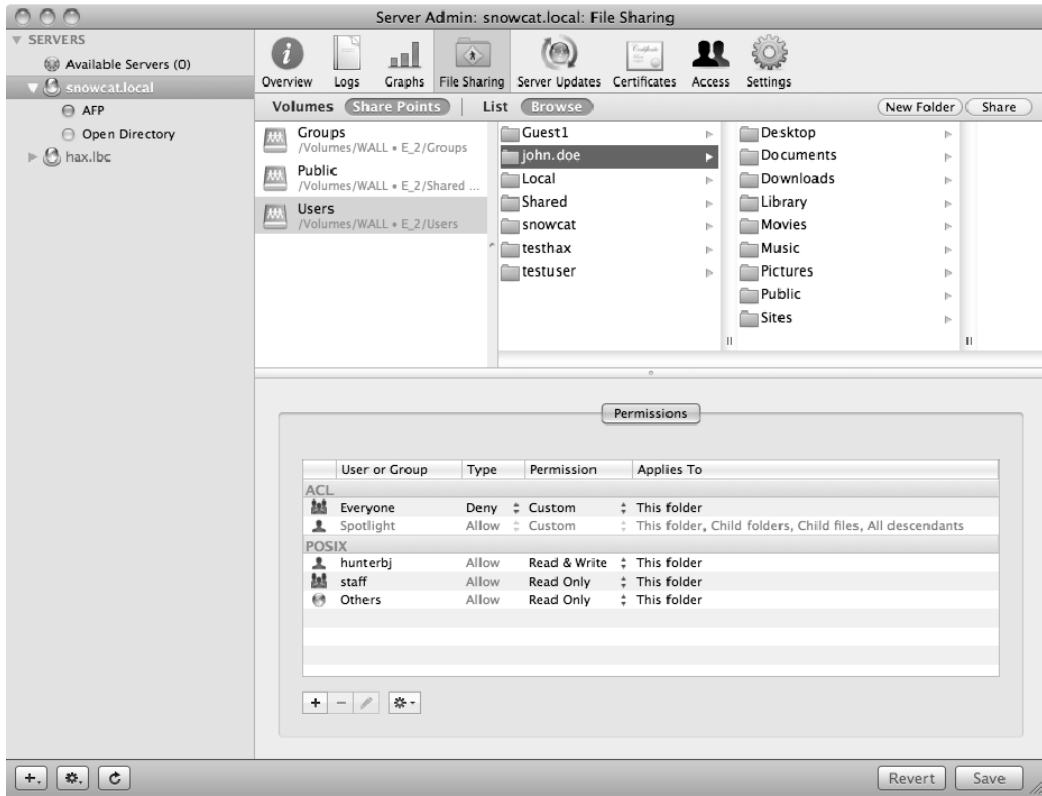 Server Admin: snowcat.local: File Sharing
SERVERS
Available Servers (0)
snowcat.local
AFP
Open Directory
hax.lbc
Overview Logs Graphs File Sharing Server Updates Certificates Access Settings
Volumes Share Points List Browse New Folder Share
Groups
/Volumes/WALL • E_2/Groups
Public
/Volumes/WALL • E_2/Shared ...
Users
/Volumes/WALL • E_2/Users
Guest1
john.doe
Local
Shared
snowcat
testhax
testuser
Desktop
Documents
Downloads
Library
Movies
Music
Pictures
Public
Sites
Permissions
User or Group Type Permission Applies To
ACL
Everyone Deny Custom This folder
Spotlight Allow Custom This folder, Child folders, Child files, All descendants
POSIX
hunterbj Allow Read & Write This folder
staff Allow Read Only This folder
Others Allow Read Only This folder
Revert Save